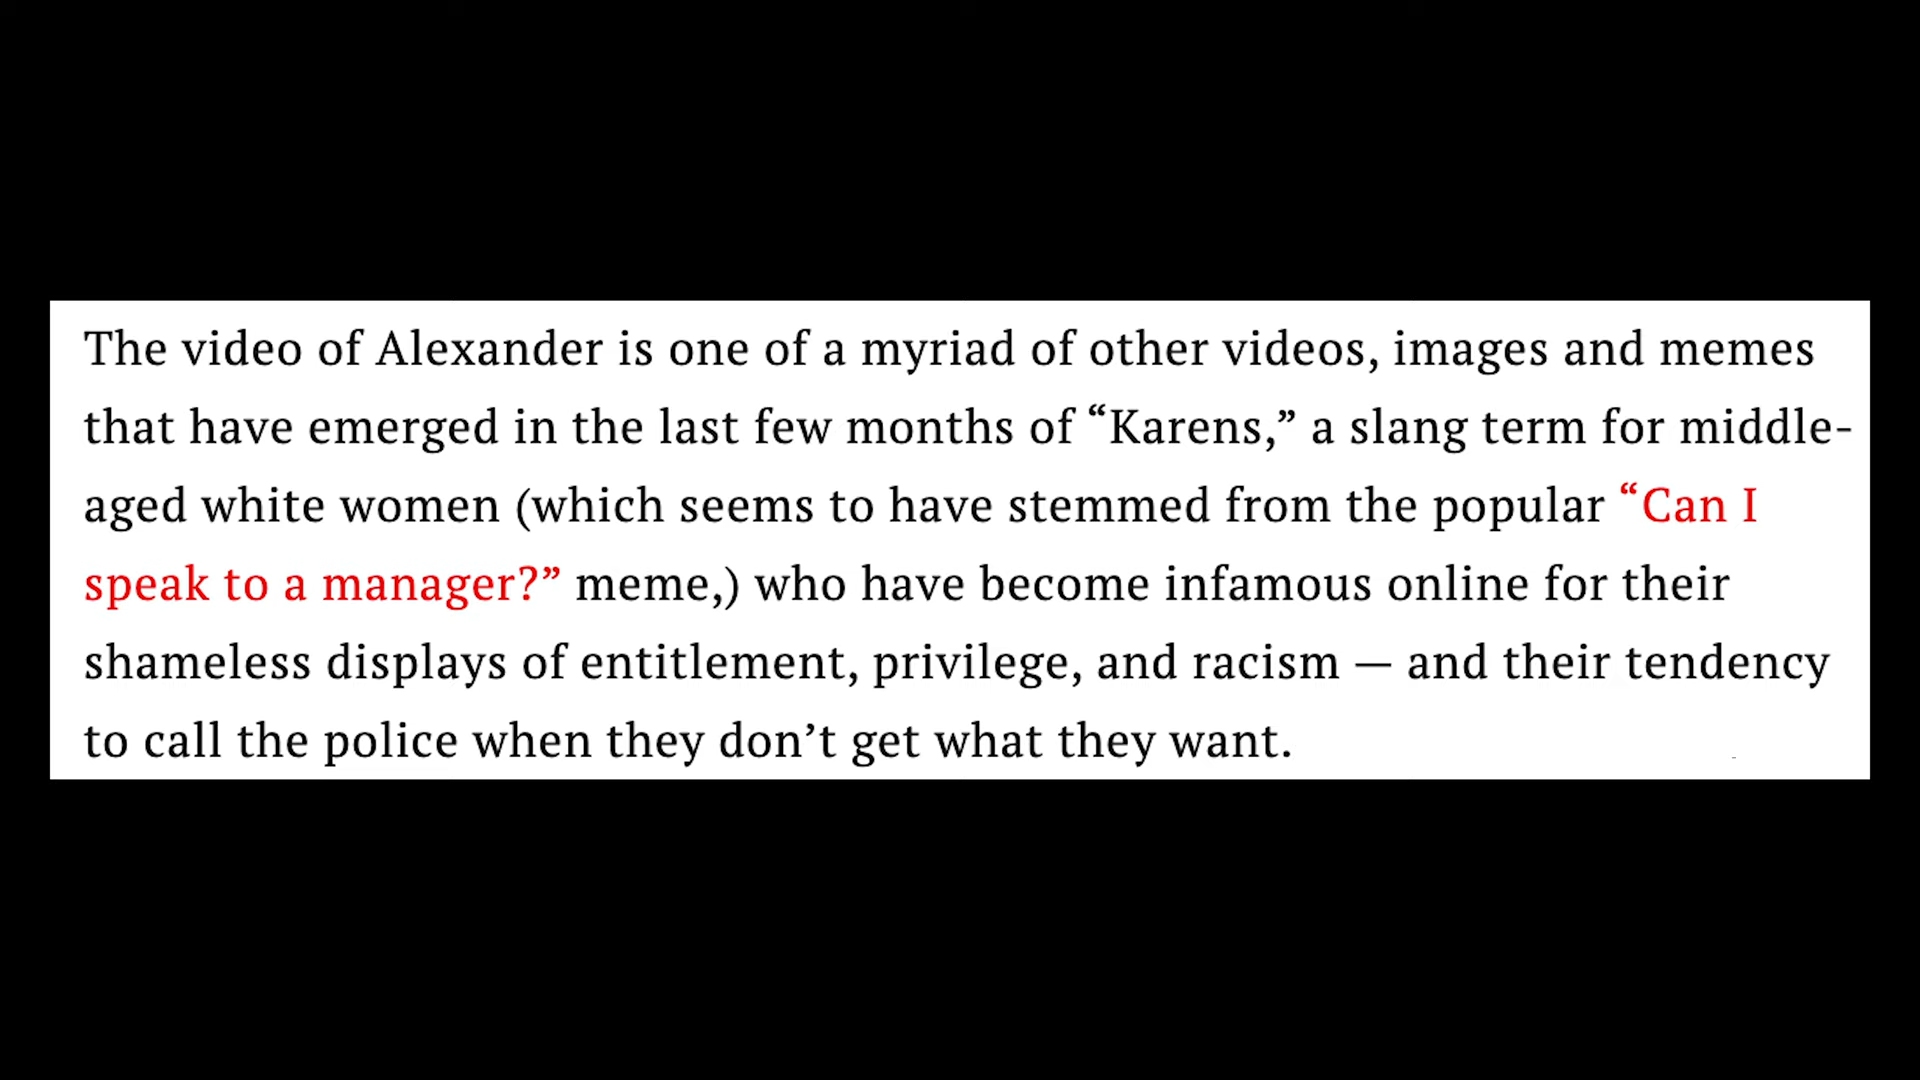 The video of Alexander is one of a myriad of other videos, images and memes
that have emerged in the last few months of “Karens,” a slang term for middle-
aged white women (which seems to have stemmed from the popular “Can I
speak to a manager?” meme,) who have become infamous online for their
shameless displays of entitlement, privilege, and racism — and their tendency
to call the police when they don’t get what they want.